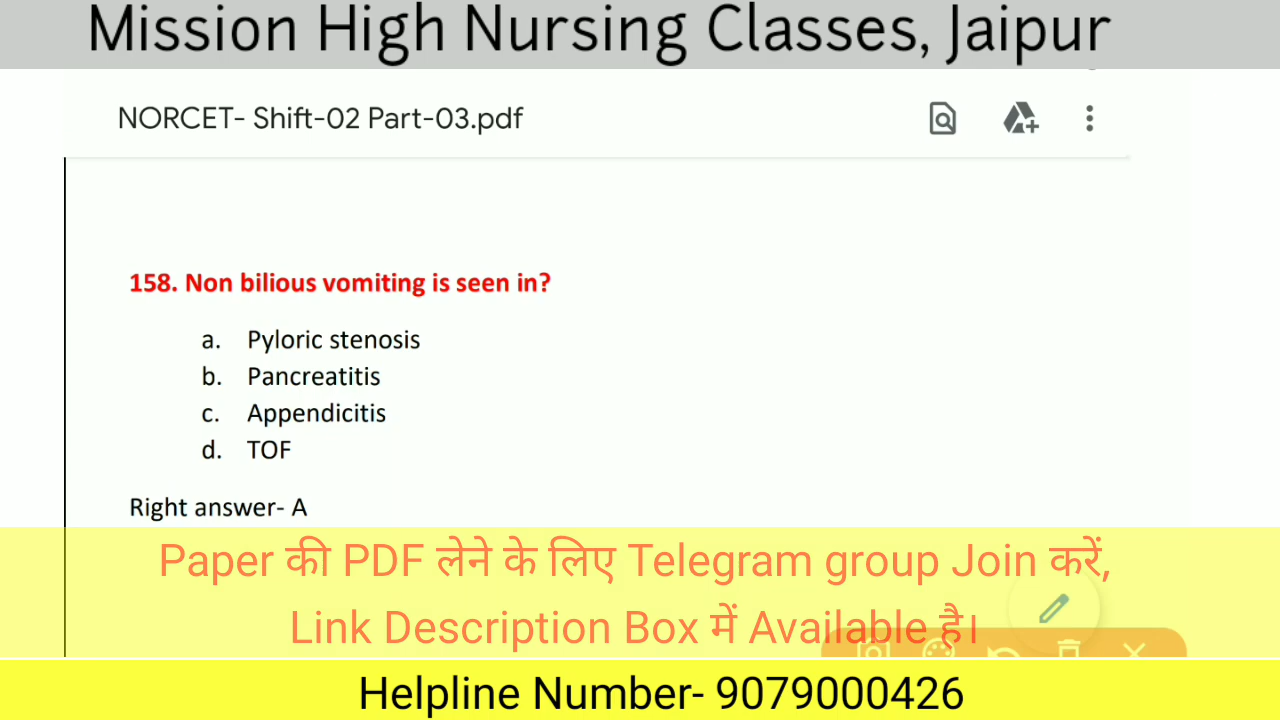 Mission High Nursing Classes, Jaipur
NORCET- Shift-02 Part-03.pdf
158. Non bilious vomiting is seen in?
a. Pyloric stenosis
b. Pancreatitis
c. Appendicitis
d. TOF
Right answer- A
Paper की PDF लेने के लिए Telegram group Join करें,
Link Description Box में Available है।
Helpline Number- 9079000426